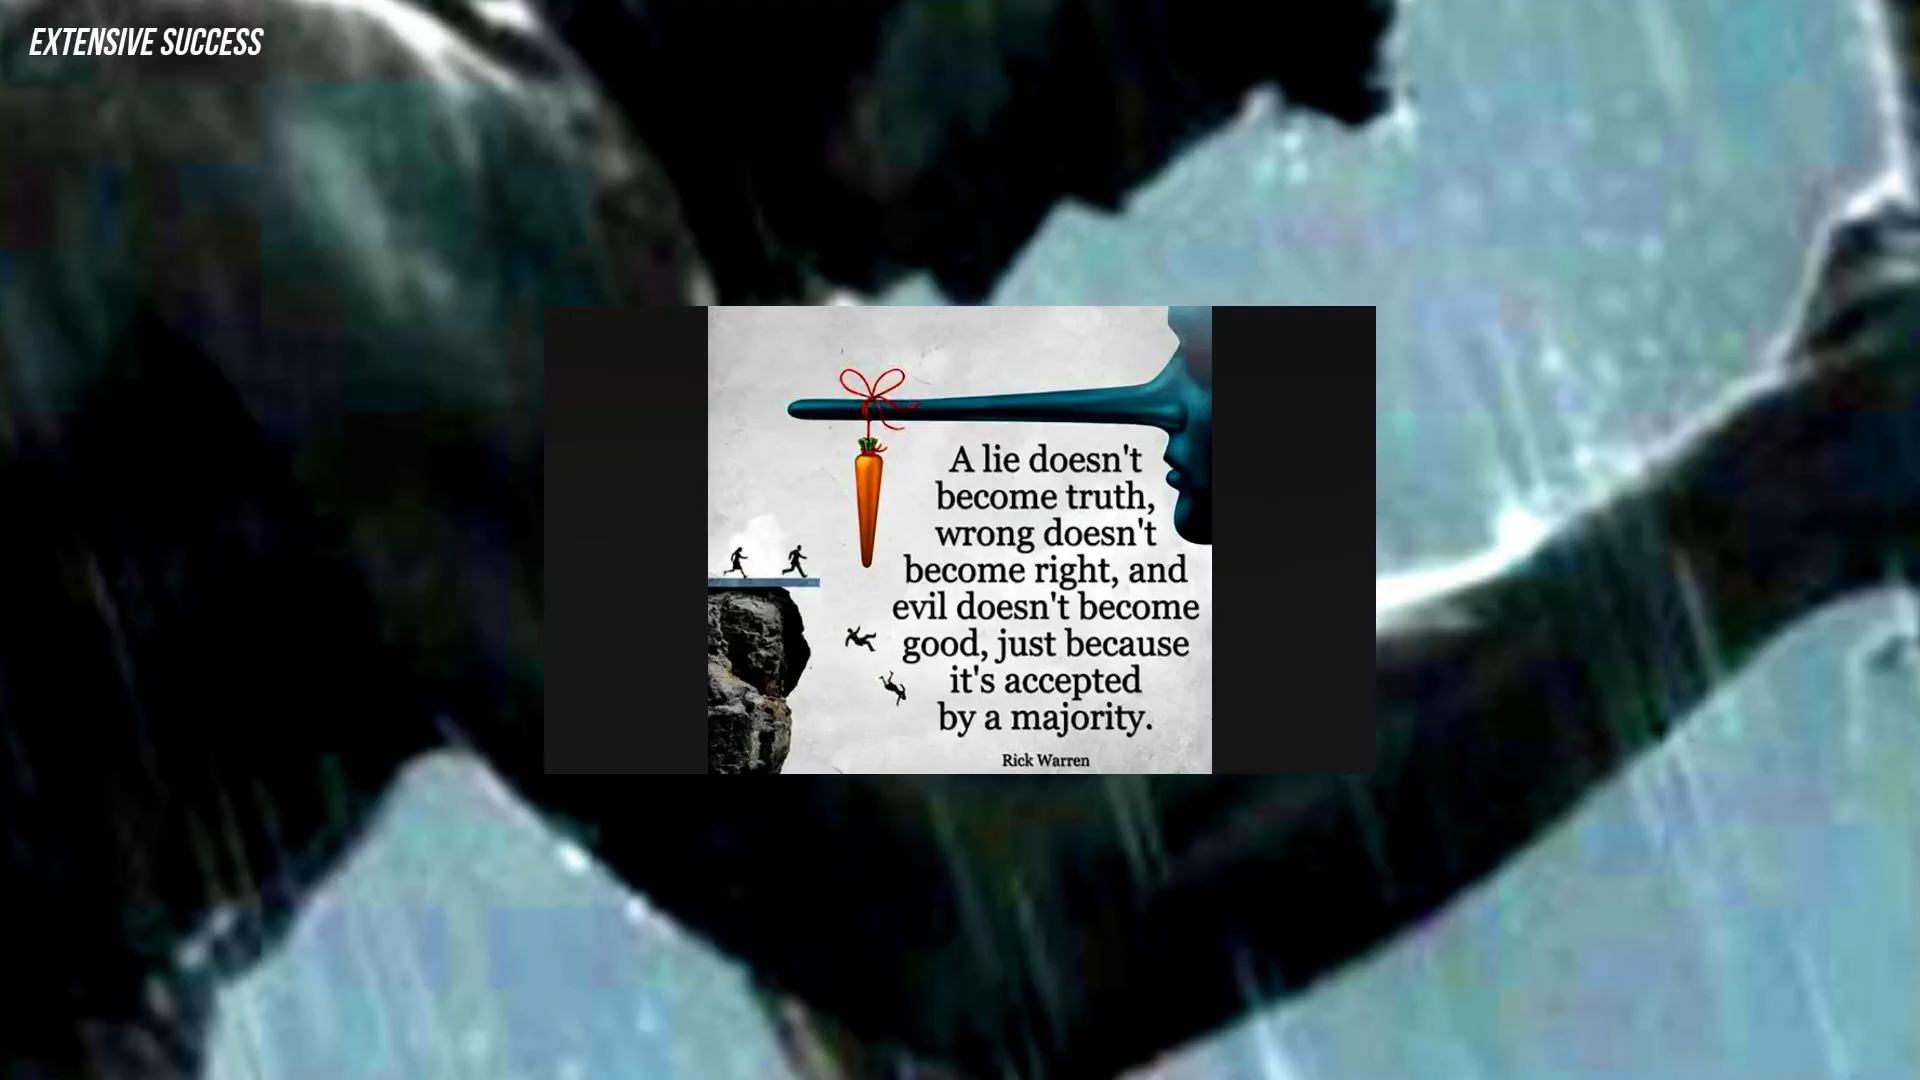 EXTENSIVE SUCCESS
A lie doesn't
become truth,
wrong doesn't
become right, and
evil doesn't become
good, just because
it's accepted
by a majority.
Rick Warren